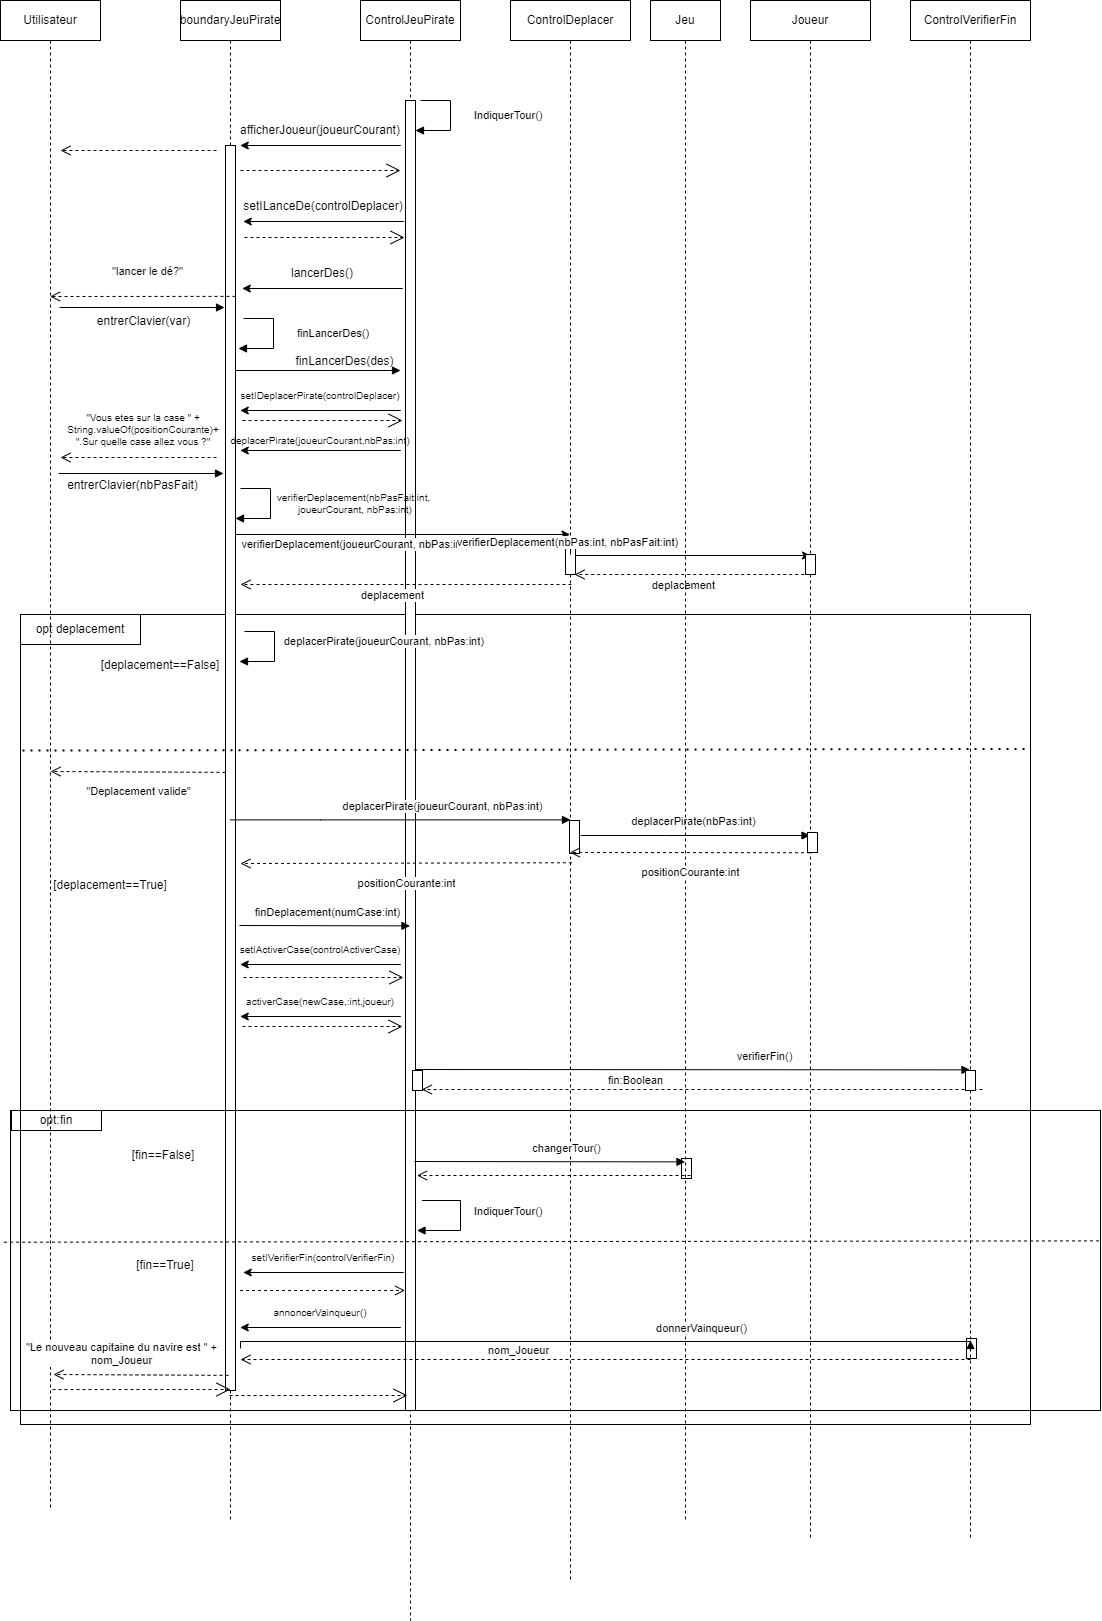 Utilisateur
boundaryJeuPirate
ControlJeuPirate
ControlDeplacer
Jeu
Joueur
ControlVerifierFin
IndiquerTour()
afficherJoueur(joueurCourant)
setILanceDe(controlDeplacer)
"lancer le dé?"
lancerDes()
entrerClavier(var)
finLancerDes()
finLancerDes(des)
setIDeplacerPirate(controlDeplacer)
"Vous etes sur la case " +
String.valueOf(positionCourante)+
".Sur quelle case allez vous ?"
deplacerPirate(joueurCourant,nbPas:int)
entrerClavier(nbPasFait)
verifierDeplacement(nbPasFait:int,
joueurCourant, nbPas:int)
verifierDeplacement(joueurCourant, nbPas:in
verifierDeplacement(nbPas:int, nbPasFait:int)
deplacement
deplacement
opt deplacement
deplacerPirate(joueurCourant, nbPas:int)
[deplacement==False]
"Deplacement valide"
deplacerPirate(joueurCourant, nbPas:int)
deplacerPirate(nbPas:int)
positionCourante:int
[deplacement==True]
positionCourante:int
finDeplacement(numCase:int)
setIActiverCase(controlActiverCase)
activerCase(newCase,:int,joueur)
verifierFin()
fin:Boolean
opt:fin
[fin==False]
changerTour()
IndiquerTour()
[fin==True]
setIVerifierFin(controlVerifierFin)
annoncerVainqueur()
donnerVainqueur()
"Le nouveau capitaine du navire est " +
nom_Joueur
nom_Joueur